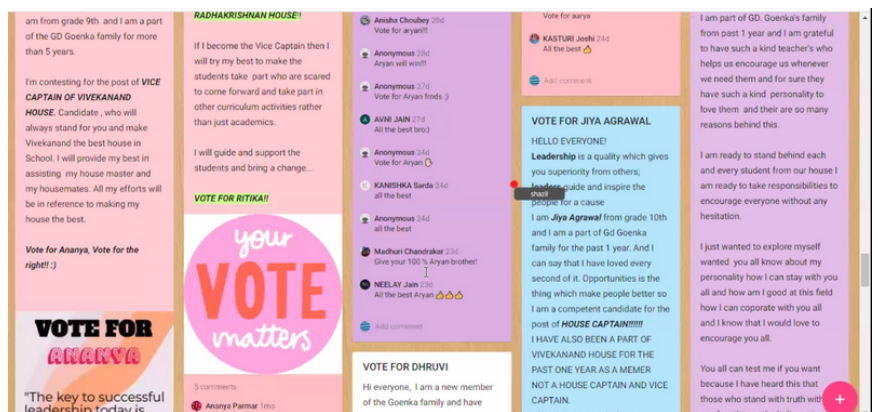 am from grade 9th and I am a part
of the GD Goenka family for more
than 5 years.
I'm contesting for the post of VICE
CAPTAIN OF VIVEKANAND
HOUSE. Candidate , who will
always stand for you and make
Vivekanand the best house in
School. I will provide my best in
assisting my house master and
my housemates. All my efforts will
be in reference to making my
house the best.
Vote for Ananya, Vote for the
right!! :)
VOTE FOR
ANANYA
"The key to successful
leadership today is
RADHAKRISHNAN HOUSE!!
If I become the Vice Captain then I
will try my best to make the
students take part who are scared
to come forward and take part in
other curriculum activities rather
than just academics.
I will guide and support the
students and bring a change...
VOTE FOR RITIKA!!
your
VOTE
matters
5 comments
Ananya Parmar 1mo
Anisha Choubey 28d
Vote for aryan!!!
Anonymous 28d
Aryan will win!!!
Anonymous 27d
Vote for Aryan frnds :)
AVNI JAIN 27d
All the best bro:)
Anonymous 24d
Vote for Aryan
KANISHKA Sarda 24d
all the best
Anonymous 24d
all the best
Madhuri Chandrakar 23d
Give your 100 % Aryan brother!
NEELAY Jain 23d
All the best Aryan 👍👍👍
Add comment
VOTE FOR DHRUVI
Hi everyone, I am a new member
of the Goenka family and have
Vote for aarya
KASTURI Joshi 24d
All the best 👍
Add comment
VOTE FOR JIYA AGRAWAL
HELLO EVERYONE!
Leadership is a quality which gives
you superiority from others;
leaders guide and inspire the
people for a cause
shazil
I am Jiya Agrawal from grade 10th
and I am a part of Gd Goenka
family for the past 1 year. And I
can say that I have loved every
second of it. Opportunities is the
thing which make people better so
I am a competent candidate for the
post of HOUSE CAPTAIN!!!!!!
I HAVE ALSO BEEN A PART OF
VIVEKANAND HOUSE FOR THE
PAST ONE YEAR AS A MEMER
NOT A HOUSE CAPTAIN AND VICE
CAPTAIN.
I am part of GD. Goenka's family
from past 1 year and I am grateful
to have such a kind teacher's who
helps us encourage us whenever
we need them and for sure they
have such a kind personality to
love them and their are so many
reasons behind this.
I am ready to stand behind each
and every student from our house I
am ready to take responsibilities to
encourage everyone without any
hesitation.
I just wanted to explore myself
wanted you all know about my
personality how I can stay with you
all and how am I good at this field
how I can coporate with you all
and I know that I would love to
encourage you all.
You all can test me if you want
because I have heard this that
those who stand with truth with